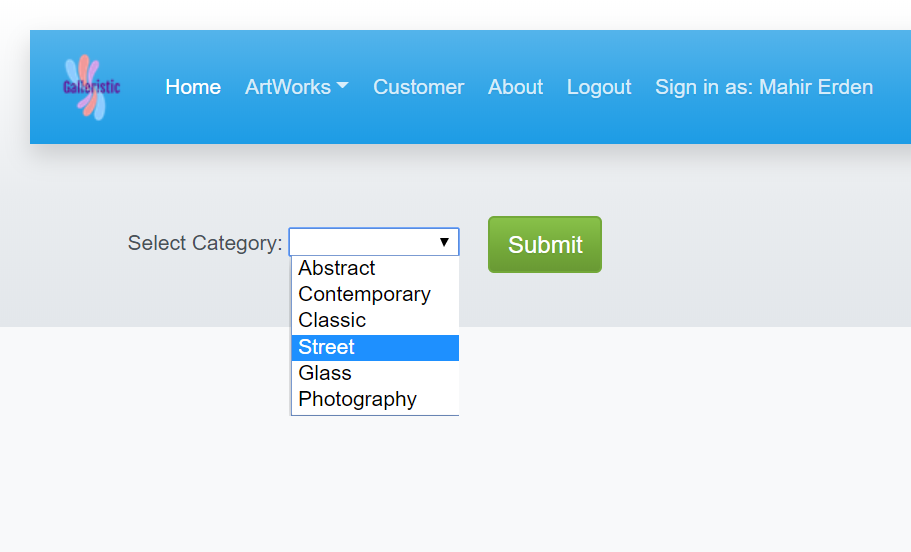 Galleristic
Home ArtWorks Customer About Logout Sign in as: Mahir Erden
Select Category: Submit
Abstract
Contemporary
Classic
Street
Glass
Photography